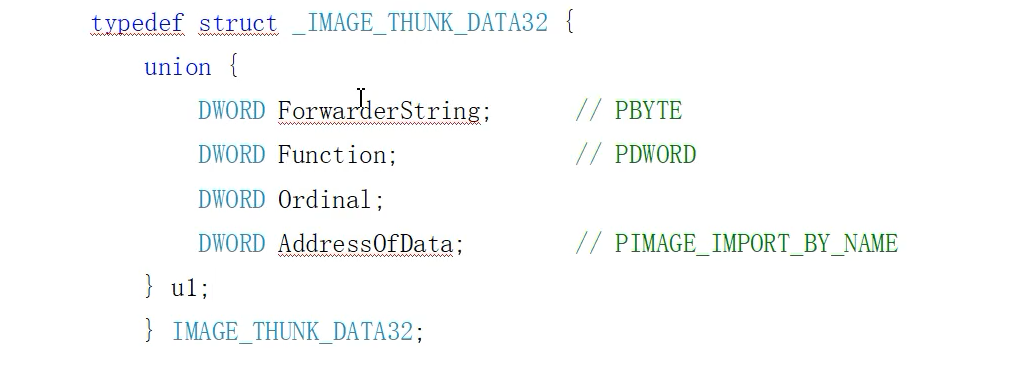 typedef struct _IMAGE_THUNK_DATA32 {
union {
DWORD ForwarderString; // PBYTE
DWORD Function; // PDWORD
DWORD Ordinal;
DWORD AddressOfData; // PIMAGE_IMPORT_BY_NAME
} u1;
} IMAGE_THUNK_DATA32;